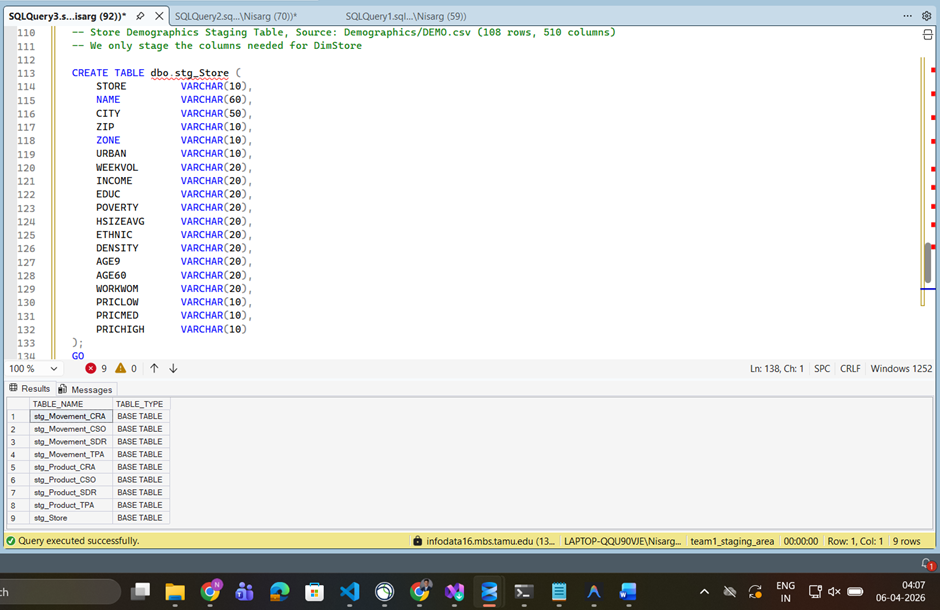 SQLQuery3.s...isarg (92))*
SQLQuery2.sq...\Nisarg (70))*
SQLQuery1.sql...\Nisarg (59))
110 -- Store Demographics Staging Table, Source: Demographics/DEMO.csv (108 rows, 510 columns)
111 -- We only stage the columns needed for DimStore
112
113 CREATE TABLE dbo.stg_Store (
114 STORE VARCHAR(10),
115 NAME VARCHAR(60),
116 CITY VARCHAR(50),
117 ZIP VARCHAR(10),
118 ZONE VARCHAR(10),
119 URBAN VARCHAR(10),
120 WEEKVOL VARCHAR(20),
121 INCOME VARCHAR(20),
122 EDUC VARCHAR(20),
123 POVERTY VARCHAR(20),
124 HSIZEAVG VARCHAR(20),
125 ETHNIC VARCHAR(20),
126 DENSITY VARCHAR(20),
127 AGE9 VARCHAR(20),
128 AGE60 VARCHAR(20),
129 WORKWOM VARCHAR(20),
130 PRICLOW VARCHAR(10),
131 PRICMED VARCHAR(10),
132 PRICHIGH VARCHAR(10)
133 );
134 GO
100 % 9 0 Ln: 138, Ch: 1 SPC CRLF Windows 1252
Results Messages
TABLE_NAME TABLE_TYPE
1 stg_Movement_CRA BASE TABLE
2 stg_Movement_CSO BASE TABLE
3 stg_Movement_SDR BASE TABLE
4 stg_Movement_TPA BASE TABLE
5 stg_Product_CRA BASE TABLE
6 stg_Product_CSO BASE TABLE
7 stg_Product_SDR BASE TABLE
8 stg_Product_TPA BASE TABLE
9 stg_Store BASE TABLE
Query executed successfully. infodata16.mbs.tamu.edu (13... LAPTOP-QQU90VJE\Nisarg... team1_staging_area 00:00:00 Row: 1, Col: 1 9 rows
1
ch
ENG
IN
04:07
06-04-2026